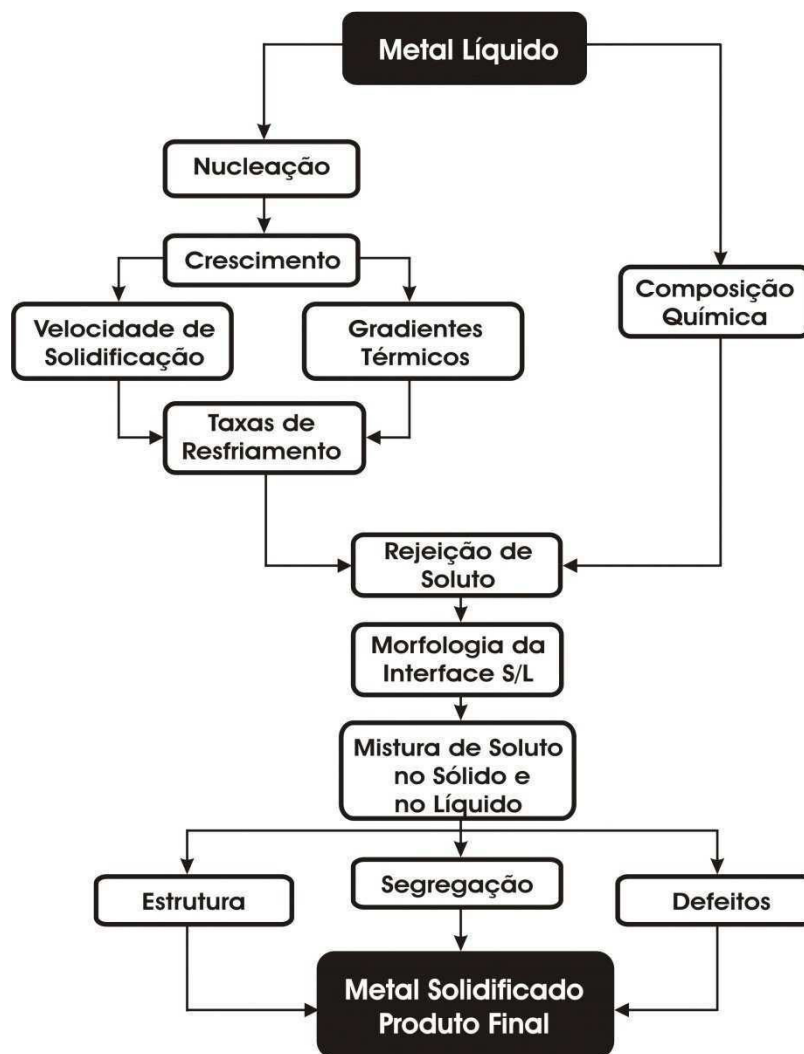 Metal Líquido
Nucleação
Crescimento
Velocidade de
Solidificação
Gradientes
Térmicos
Composição
Química
Taxas de
Resfriamento
Rejeição de
Soluto
Morfologia da
Interface S/L
Mistura de Soluto
no Sólido e
no Líquido
Estrutura
Segregação
Defeitos
Metal Solidificado
Produto Final